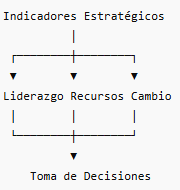 Indicadores Estratégicos
Liderazgo Recursos Cambio
Toma de Decisiones